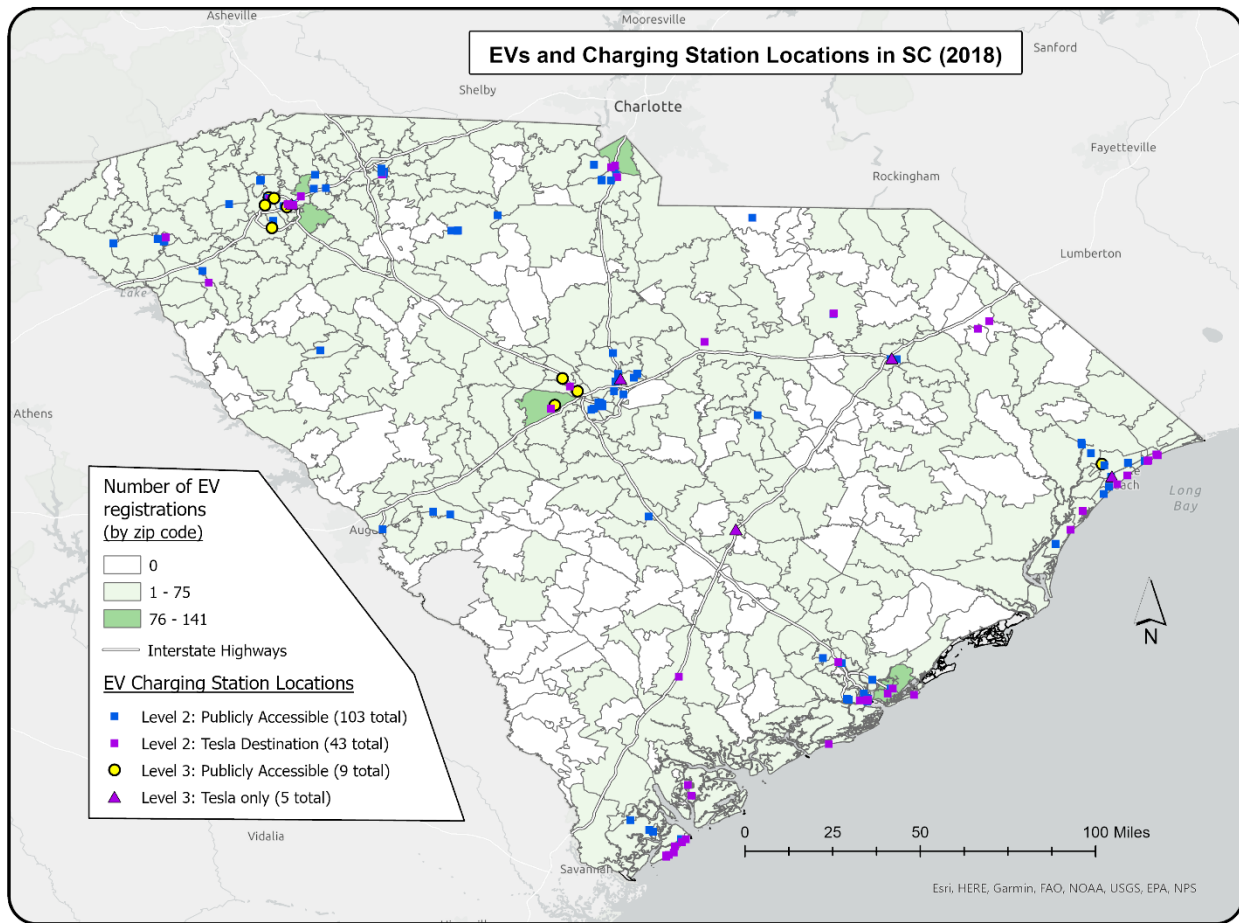 Asheville
Mooresville
Sanford
EVs and Charging Station Locations in SC (2018)
Shelby
Charlotte
Fayetteville
Rockingham
Lumberton
Lake
Athens
Long
Bay
Number of EV
registrations
(by zip code)
0
1 - 75
76 - 141
Interstate Highways
EV Charging Station Locations
Level 2: Publicly Accessible (103 total)
Level 2: Tesla Destination (43 total)
Level 3: Publicly Accessible (9 total)
Level 3: Tesla only (5 total)
N
Vidalia
Savannah
0 25 50 100 Miles
Esri, HERE, Garmin, FAO, NOAA, USGS, EPA, NPS